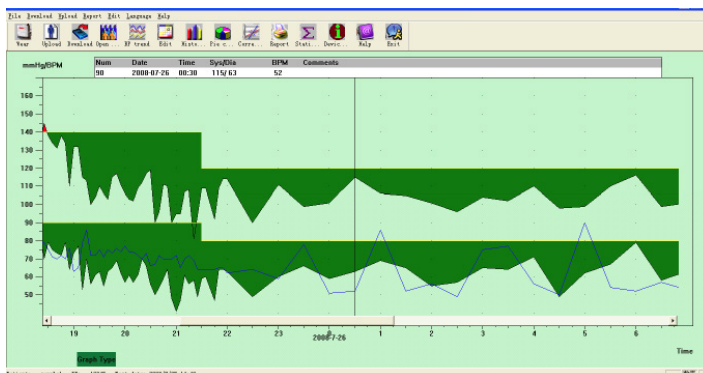 File Download Upload Report Edit Language Help
Wear Upload Download Open... BP trend Edit Histo... Pie c... Corre... Report Stati... Devic... Help Exit
mmHg/BPM
Num Date Time Sys/Dia BPM Comments
90 2008-07-26 00:30 115/ 63 52
160
150
140
130
120
110
100
90
80
70
60
50
19 20 21 22 23 0 1 2 3 4 5 6
2008-7-26
Time
Graph Type